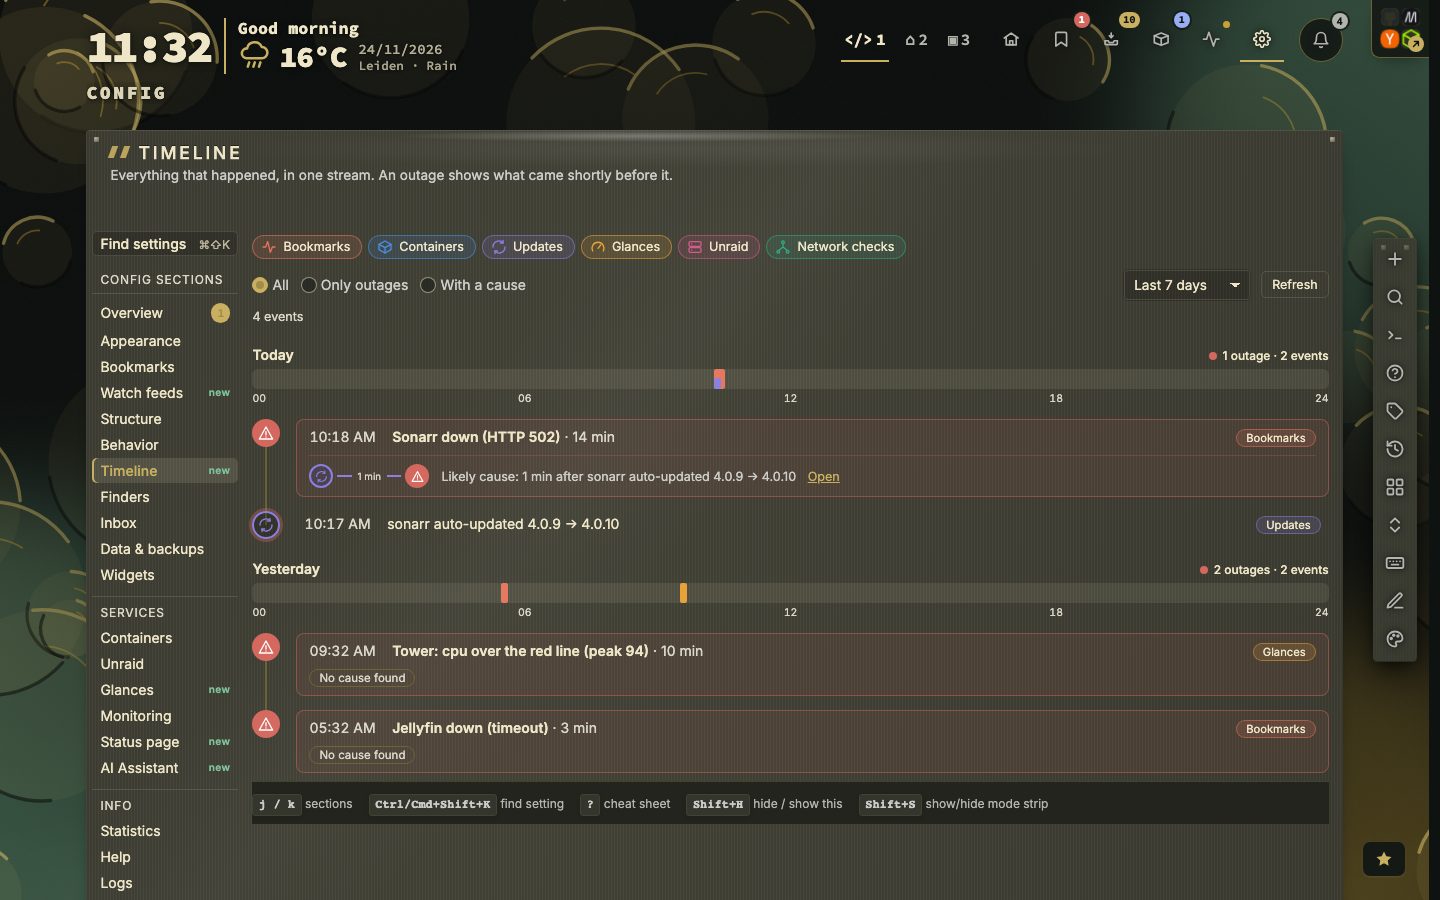 11:32
Good morning
16°C
24/11/2026
Leiden · Rain
CONFIG
</> 1
2
3
1
10
1
4
M
Y
TIMELINE
Everything that happened, in one stream. An outage shows what came shortly before it.
Find settings ⌘⇧K
CONFIG SECTIONS
Overview 1
Appearance
Bookmarks
Watch feeds new
Structure
Behavior
Timeline new
Finders
Inbox
Data & backups
Widgets
SERVICES
Containers
Unraid
Glances new
Monitoring
Status page new
AI Assistant new
INFO
Statistics
Help
Logs
Bookmarks Containers Updates Glances Unraid Network checks
All Only outages With a cause
Last 7 days Refresh
4 events
Today 1 outage · 2 events
00 06 12 18 24
10:18 AM Sonarr down (HTTP 502) · 14 min Bookmarks
1 min Likely cause: 1 min after sonarr auto-updated 4.0.9 → 4.0.10 Open
10:17 AM sonarr auto-updated 4.0.9 → 4.0.10 Updates
Yesterday 2 outages · 2 events
00 06 12 18 24
09:32 AM Tower: cpu over the red line (peak 94) · 10 min Glances
No cause found
05:32 AM Jellyfin down (timeout) · 3 min Bookmarks
No cause found
j / k sections Ctrl/Cmd+Shift+K find setting ? cheat sheet Shift+H hide / show this Shift+S show/hide mode strip